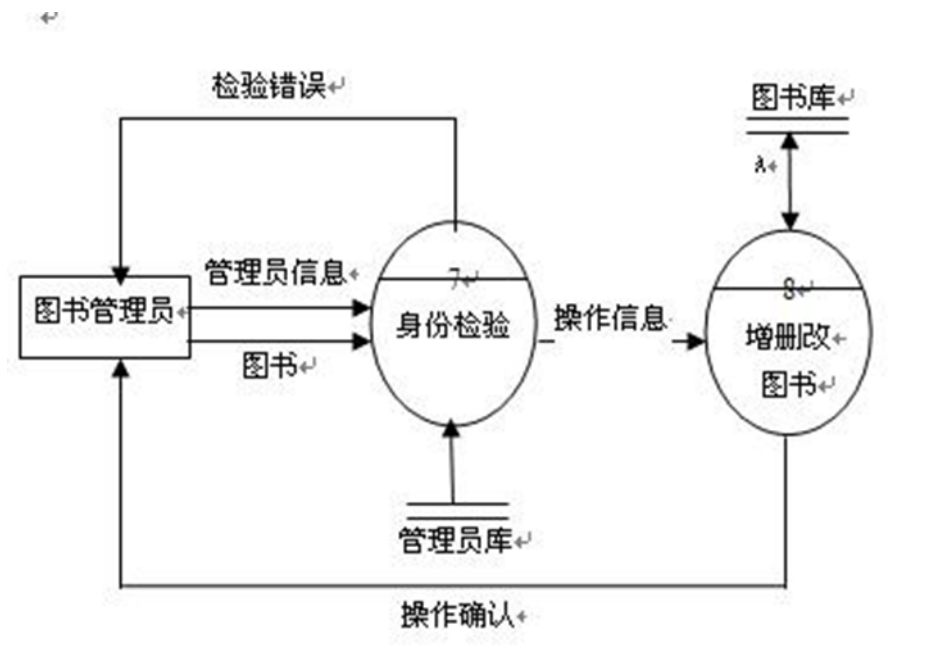 检验错误
图书库
λ
管理员信息
7
图书管理员
身份检验
操作信息
8
增删改
图书
图书
管理员库
操作确认